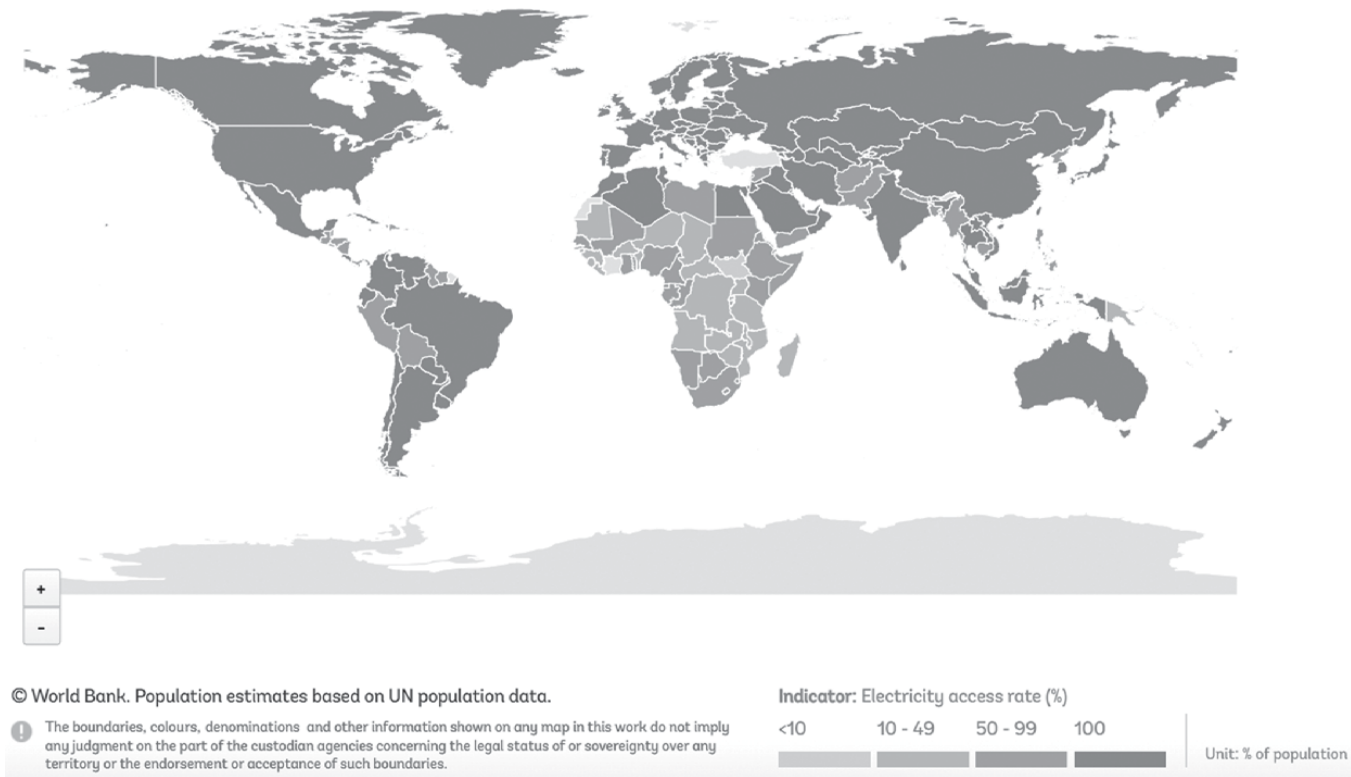 +
-
© World Bank. Population estimates based on UN population data.
The boundaries, colours, denominations and other information shown on any map in this work do not imply
any judgment on the part of the custodian agencies concerning the legal status of or sovereignty over any
territory or the endorsement or acceptance of such boundaries.
Indicator: Electricity access rate (%)
<10 10 - 49 50 - 99 100
Unit: % of population